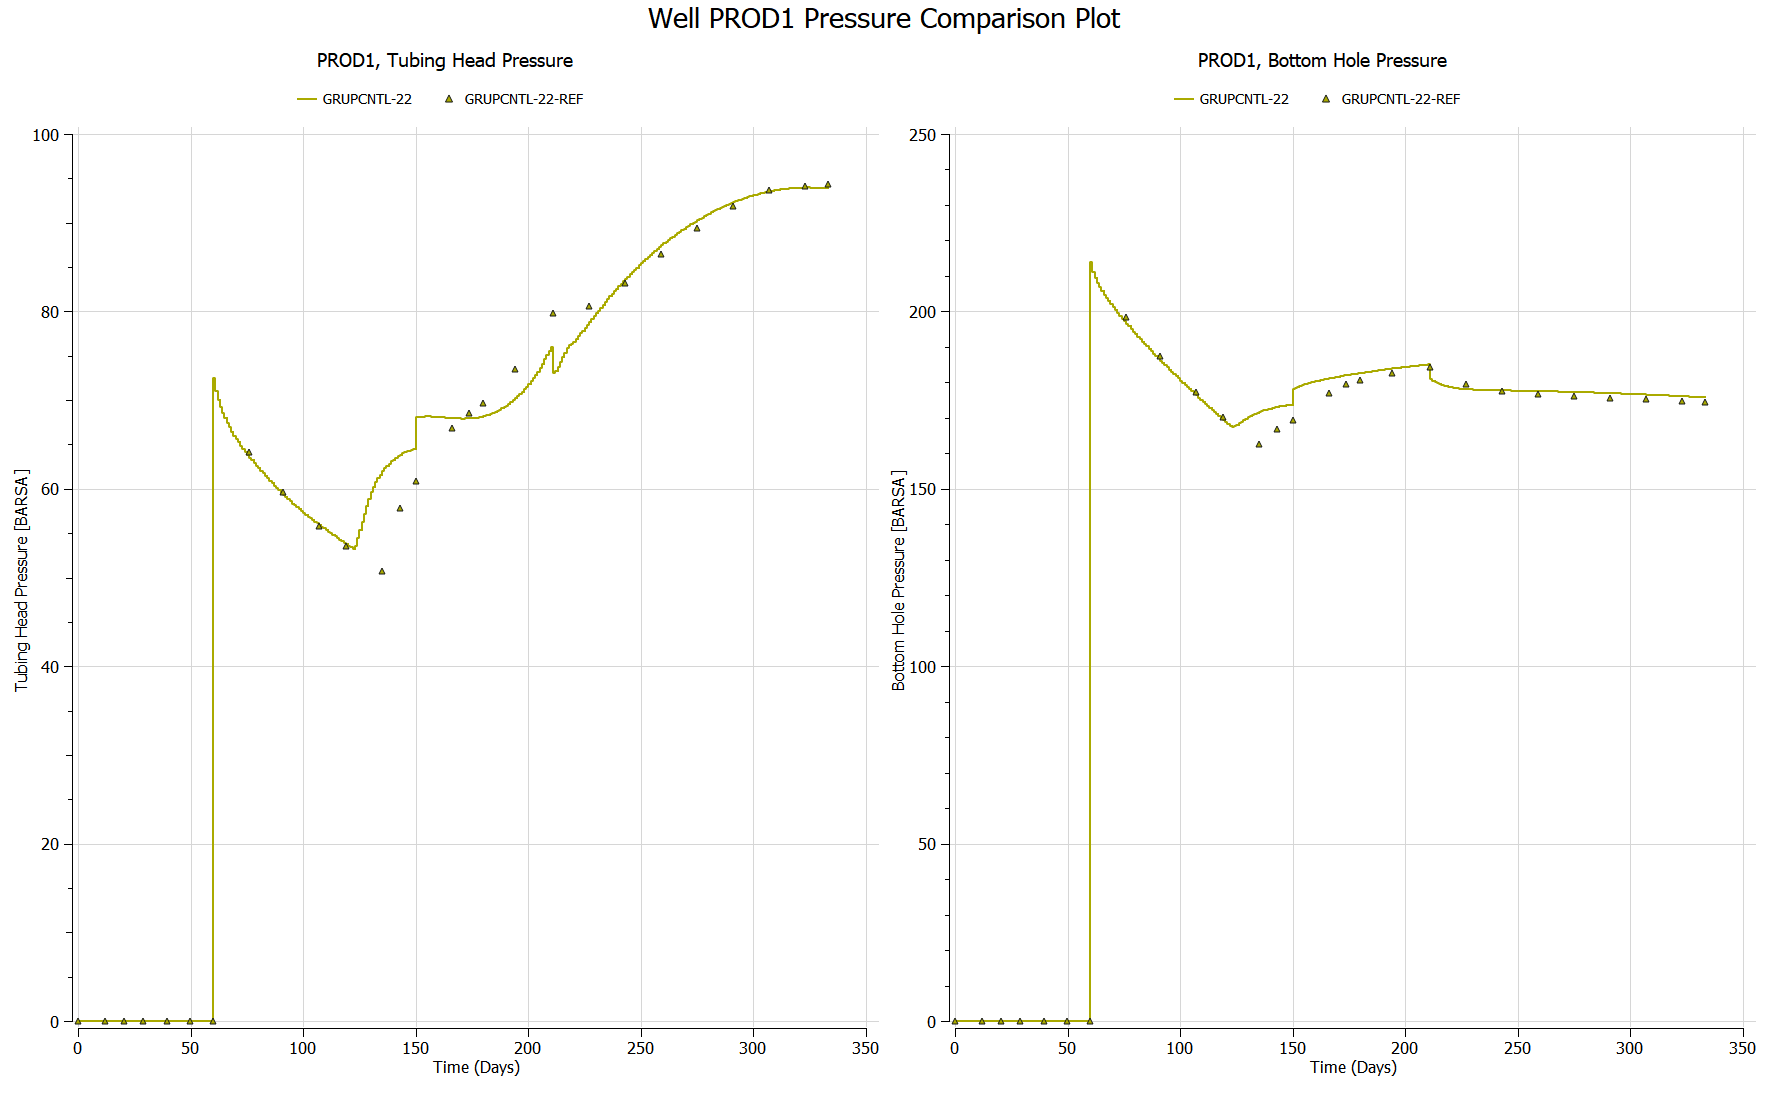 Well PROD1 Pressure Comparison Plot
PROD1, Tubing Head Pressure
GRUPCNTL-22
GRUPCNTL-22-REF
Tubing Head Pressure [BARSA]
100
80
60
40
20
0
0 50 100 150 200 250 300 350
Time (Days)
PROD1, Bottom Hole Pressure
GRUPCNTL-22
GRUPCNTL-22-REF
Bottom Hole Pressure [BARSA]
250
200
150
100
50
0
0 50 100 150 200 250 300 350
Time (Days)